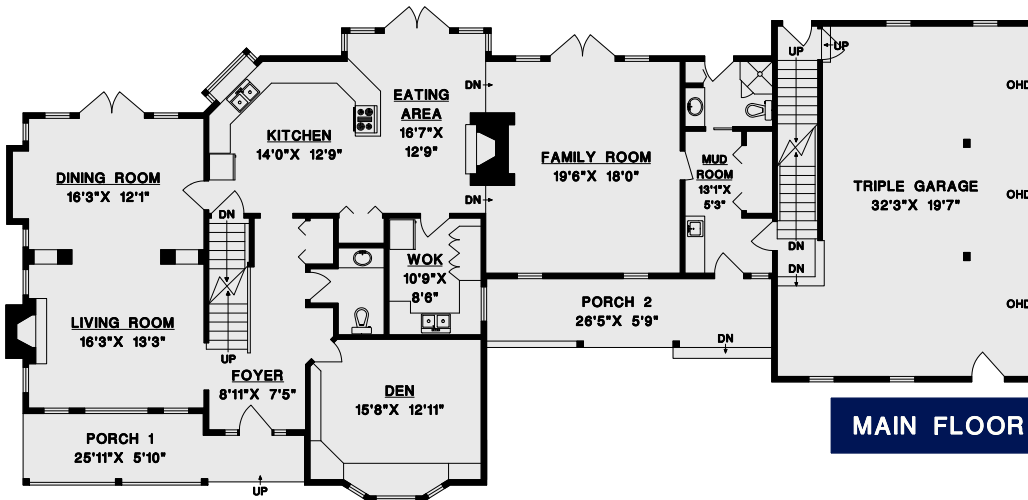 UP
UP
OHD
DN
EATING
AREA
16'7"X
12'9"
KITCHEN
14'0"X 12'9"
FAMILY ROOM
19'6"X 18'0"
MUD
ROOM
13'1"X
5'3"
DINING ROOM
16'3"X 12'1"
TRIPLE GARAGE
32'3"X 19'7"
OHD
DN
DN
DN
DN
WOK
10'9"X
8'6"
PORCH 2
26'5"X 5'9"
OHD
LIVING ROOM
16'3"X 13'3"
DN
UP
FOYER
8'11"X 7'5"
DEN
15'8"X 12'11"
MAIN FLOOR
PORCH 1
25'11"X 5'10"
UP